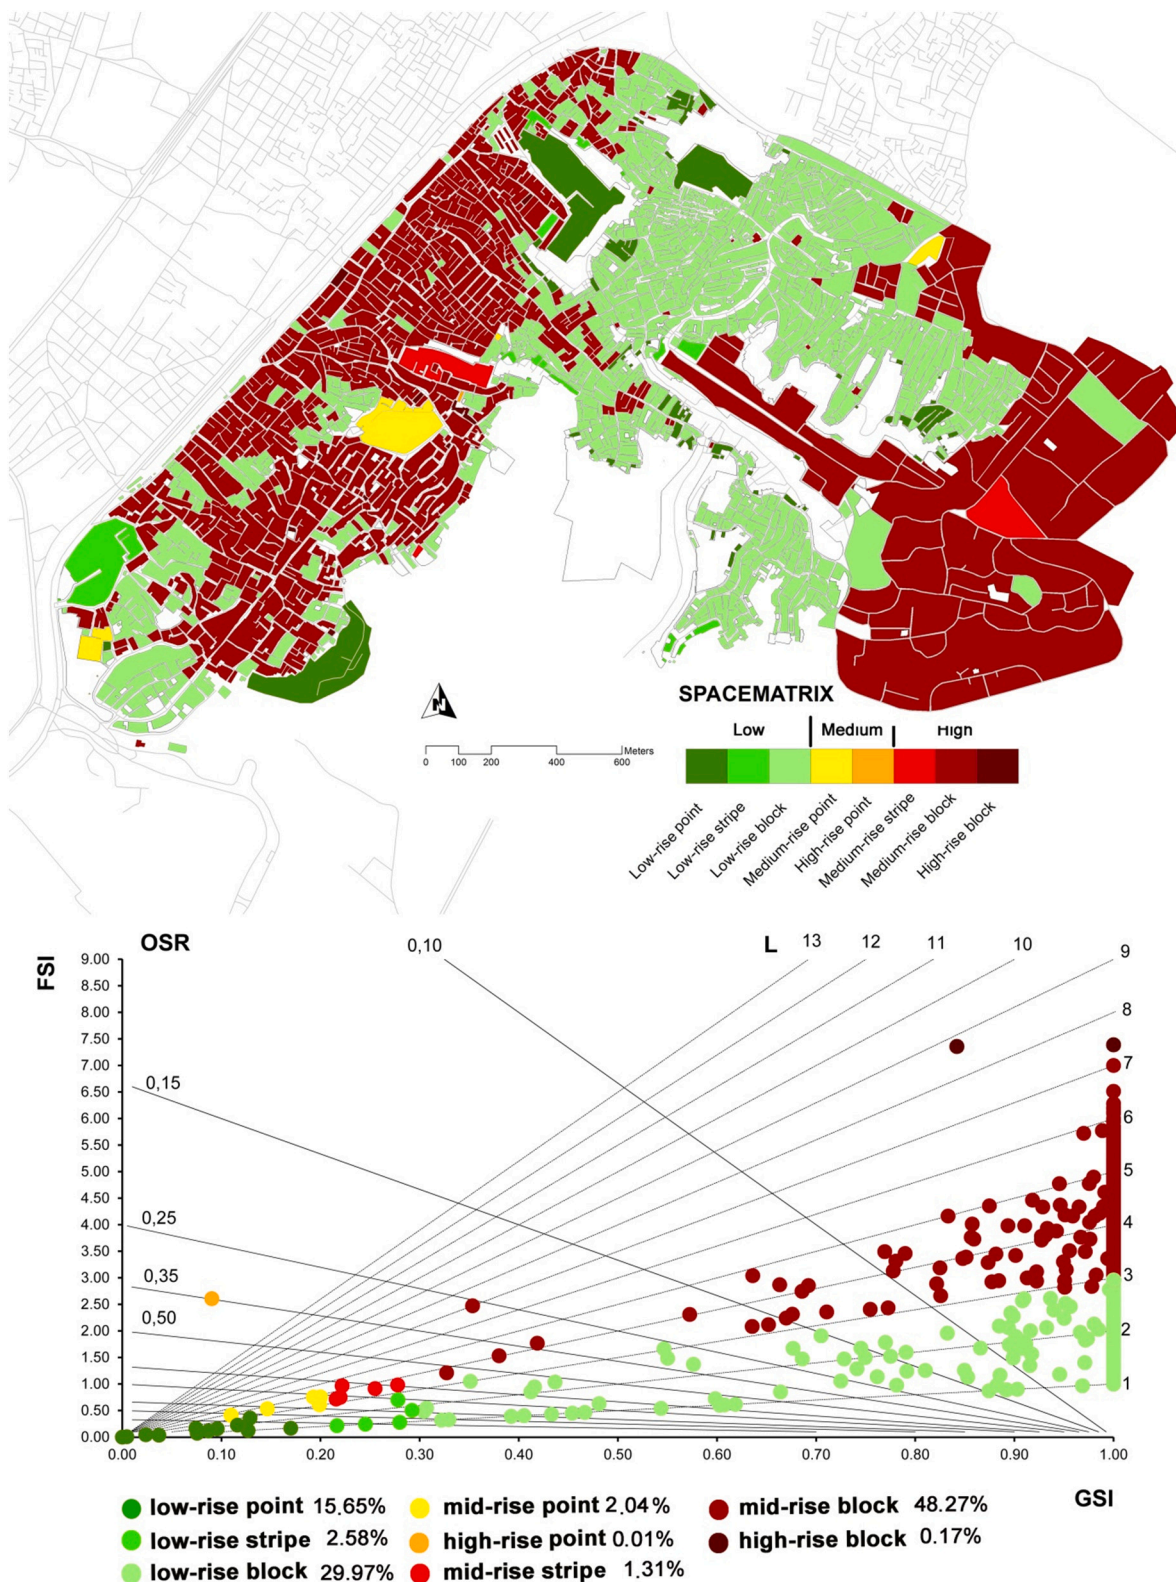 N
0 100 200 400 600 Meters
SPACEMATRIX
Low Medium High
Low-rise point
Low-rise stripe
Low-rise block
Medium-rise point
High-rise point
Medium-rise stripe
Medium-rise block
High-rise block
OSR 0,10 L 13 12 11 10 9
FSI
9.00
8.50
8.00 8
7.50
7.00 7
6.50 0,15
6.00 6
5.50
5.00 5
4.50
4.00 0,25 4
3.50
3.00 0,35 3
2.50
2.00 0,50 2
1.50
1.00 1
0.50
0.00
0.00 0.10 0.20 0.30 0.40 0.50 0.60 0.70 0.80 0.90 1.00
GSI
low-rise point 15.65% mid-rise point 2.04% mid-rise block 48.27%
low-rise stripe 2.58% high-rise point 0.01% high-rise block 0.17%
low-rise block 29.97% mid-rise stripe 1.31%